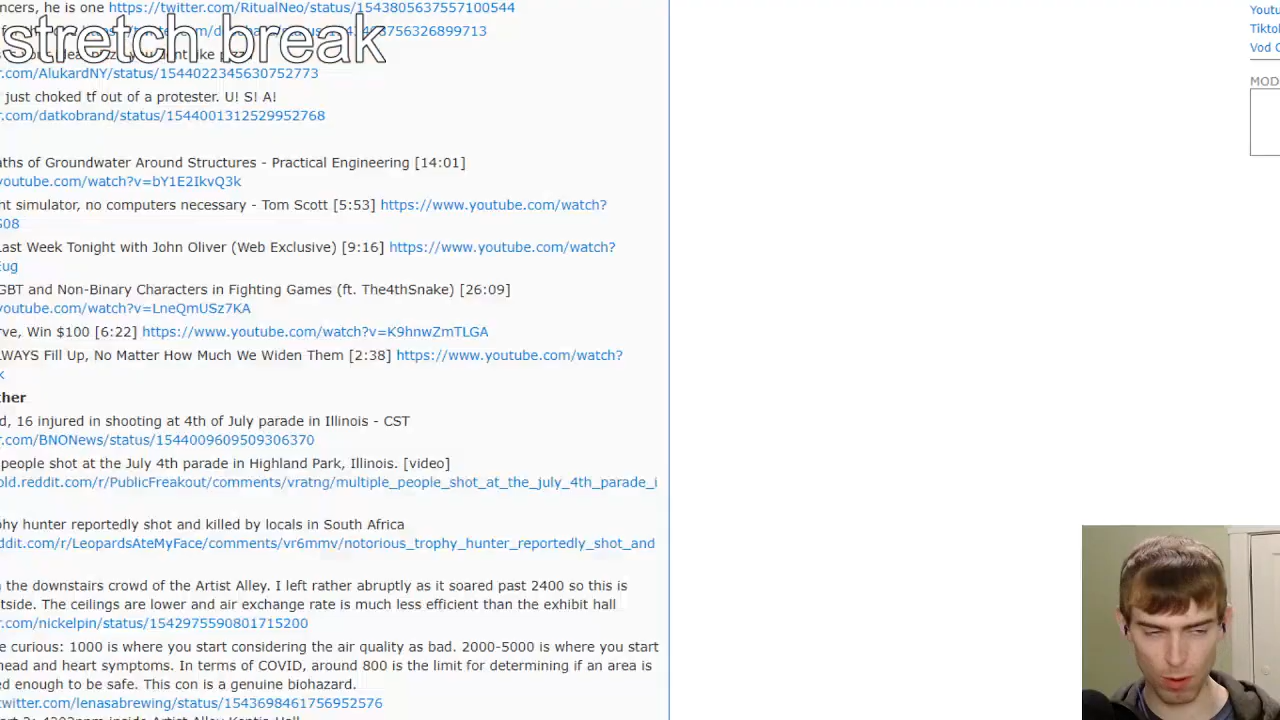 ncers, he is one https://twitter.com/RitualNeo/status/1543805637557100544
stretch break
r.com/AlukardNY/status/1544022345630752773
just choked tf out of a protester. U! S! A!
r.com/datkobrand/status/1544001312529952768
aths of Groundwater Around Structures - Practical Engineering [14:01]
youtube.com/watch?v=bY1E2IkvQ3k
nt simulator, no computers necessary - Tom Scott [5:53] https://www.youtube.com/watch?
G08
Last Week Tonight with John Oliver (Web Exclusive) [9:16] https://www.youtube.com/watch?
Eug
GBT and Non-Binary Characters in Fighting Games (ft. The4thSnake) [26:09]
youtube.com/watch?v=LneQmUSz7KA
rve, Win $100 [6:22] https://www.youtube.com/watch?v=K9hnwZmTLGA
LWAYS Fill Up, No Matter How Much We Widen Them [2:38] https://www.youtube.com/watch?
k
ther
d, 16 injured in shooting at 4th of July parade in Illinois - CST
r.com/BNONews/status/1544009609509306370
people shot at the July 4th parade in Highland Park, Illinois. [video]
old.reddit.com/r/PublicFreakout/comments/vratng/multiple_people_shot_at_the_july_4th_parade_i
phy hunter reportedly shot and killed by locals in South Africa
ddit.com/r/LeopardsAteMyFace/comments/vr6mmv/notorious_trophy_hunter_reportedly_shot_and
n the downstairs crowd of the Artist Alley. I left rather abruptly as it soared past 2400 so this is
tside. The ceilings are lower and air exchange rate is much less efficient than the exhibit hall
r.com/nickelpin/status/1542975590801715200
e curious: 1000 is where you start considering the air quality as bad. 2000-5000 is where you start
head and heart symptoms. In terms of COVID, around 800 is the limit for determining if an area is
ed enough to be safe. This con is a genuine biohazard.
twitter.com/lenasabrewing/status/1543698461756952576
Youtu
Tiktol
Vod C
MOD